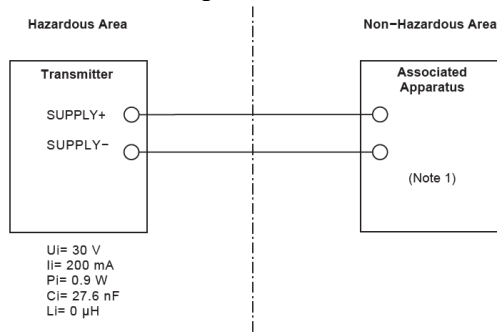 Hazardous Area
Non-Hazardous Area
Transmitter
SUPPLY+
SUPPLY-
Associated
Apparatus
(Note 1)
Ui= 30 V
Ii= 200 mA
Pi= 0.9 W
Ci= 27.6 nF
Li= 0 µH